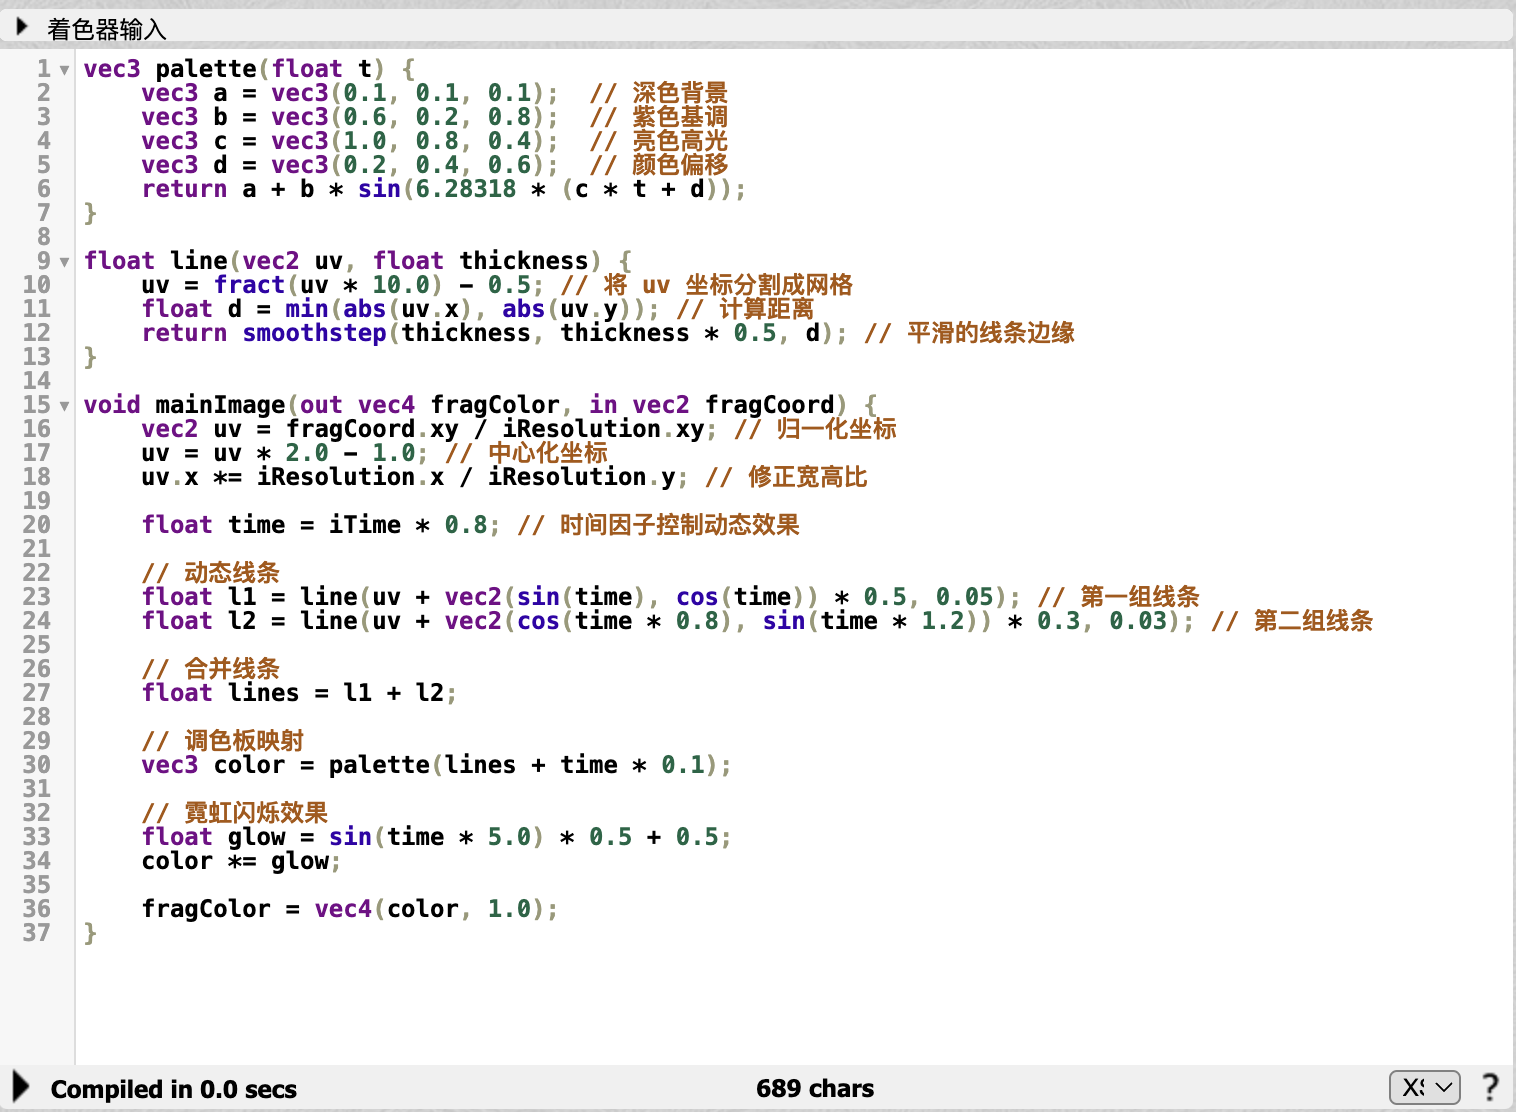 着色器输入
1 vec3 palette(float t) {
2     vec3 a = vec3(0.1, 0.1, 0.1);  // 深色背景
3     vec3 b = vec3(0.6, 0.2, 0.8);  // 紫色基调
4     vec3 c = vec3(1.0, 0.8, 0.4);  // 亮色高光
5     vec3 d = vec3(0.2, 0.4, 0.6);  // 颜色偏移
6     return a + b * sin(6.28318 * (c * t + d));
7 }
8
9 float line(vec2 uv, float thickness) {
10     uv = fract(uv * 10.0) - 0.5; // 将 uv 坐标分割成网格
11     float d = min(abs(uv.x), abs(uv.y)); // 计算距离
12     return smoothstep(thickness, thickness * 0.5, d); // 平滑的线条边缘
13 }
14
15 void mainImage(out vec4 fragColor, in vec2 fragCoord) {
16     vec2 uv = fragCoord.xy / iResolution.xy; // 归一化坐标
17     uv = uv * 2.0 - 1.0; // 中心化坐标
18     uv.x *= iResolution.x / iResolution.y; // 修正宽高比
19
20     float time = iTime * 0.8; // 时间因子控制动态效果
21
22     // 动态线条
23     float l1 = line(uv + vec2(sin(time), cos(time)) * 0.5, 0.05); // 第一组线条
24     float l2 = line(uv + vec2(cos(time * 0.8), sin(time * 1.2)) * 0.3, 0.03); // 第二组线条
25
26     // 合并线条
27     float lines = l1 + l2;
28
29     // 调色板映射
30     vec3 color = palette(lines + time * 0.1);
31
32     // 霓虹闪烁效果
33     float glow = sin(time * 5.0) * 0.5 + 0.5;
34     color *= glow;
35
36     fragColor = vec4(color, 1.0);
37 }
Compiled in 0.0 secs 689 chars ?